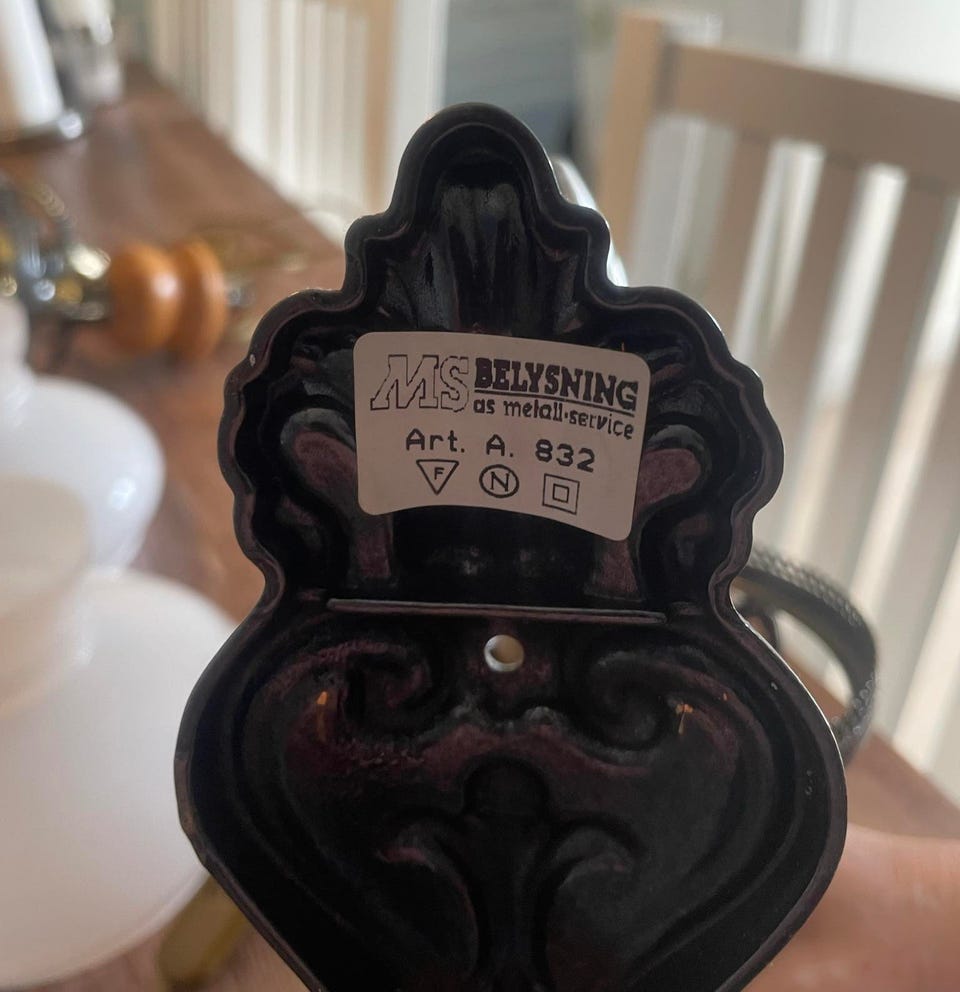 MS BELYSNING
as metall-service
Art. A. 832
F N